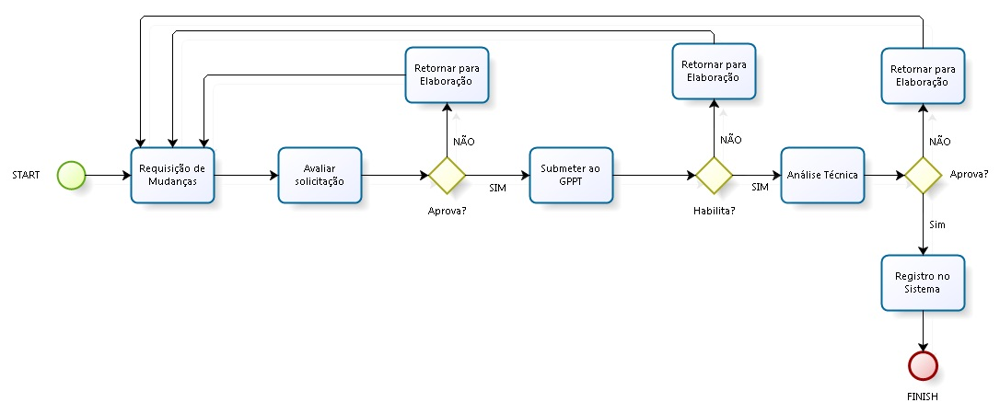 Retornar para
Elaboração
Retornar para
Elaboração
Retornar para
Elaboração
NÃO
NÃO
NÃO
START
Requisição de
Mudanças
Avaliar
solicitação
SIM
Aprova?
Submeter ao
GPPT
SIM
Habilita?
Análise Técnica
Aprova?
Sim
Registro no
Sistema
FINISH